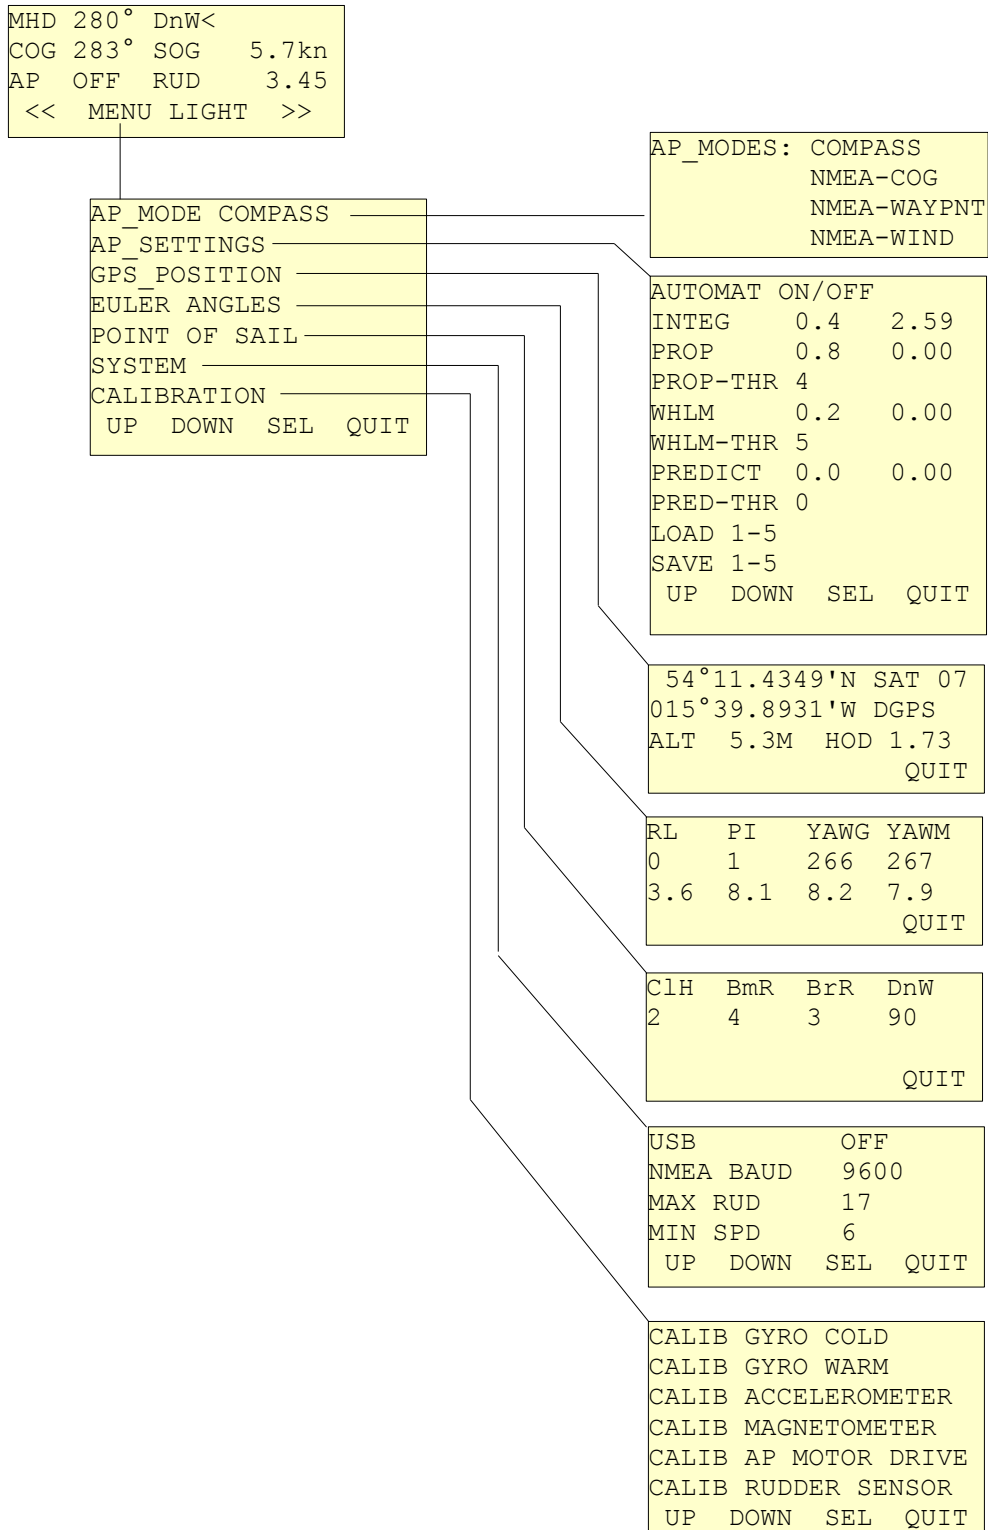 MHD 280° DnW<
COG 283° SOG 5.7kn
AP OFF RUD 3.45
<< MENU LIGHT >>
AP_MODE COMPASS
AP_SETTINGS
GPS_POSITION
EULER ANGLES
POINT OF SAIL
SYSTEM
CALIBRATION
UP DOWN SEL QUIT
AP_MODES: COMPASS
NMEA-COG
NMEA-WAYPNT
NMEA-WIND
AUTOMAT ON/OFF
INTEG 0.4 2.59
PROP 0.8 0.00
PROP-THR 4
WHLM 0.2 0.00
WHLM-THR 5
PREDICT 0.0 0.00
PRED-THR 0
LOAD 1-5
SAVE 1-5
UP DOWN SEL QUIT
54°11.4349'N SAT 07
015°39.8931'W DGPS
ALT 5.3M HOD 1.73
QUIT
RL PI YAWG YAWM
0 1 266 267
3.6 8.1 8.2 7.9
QUIT
ClH BmR BrR DnW
2 4 3 90
QUIT
USB OFF
NMEA BAUD 9600
MAX RUD 17
MIN SPD 6
UP DOWN SEL QUIT
CALIB GYRO COLD
CALIB GYRO WARM
CALIB ACCELEROMETER
CALIB MAGNETOMETER
CALIB AP MOTOR DRIVE
CALIB RUDDER SENSOR
UP DOWN SEL QUIT